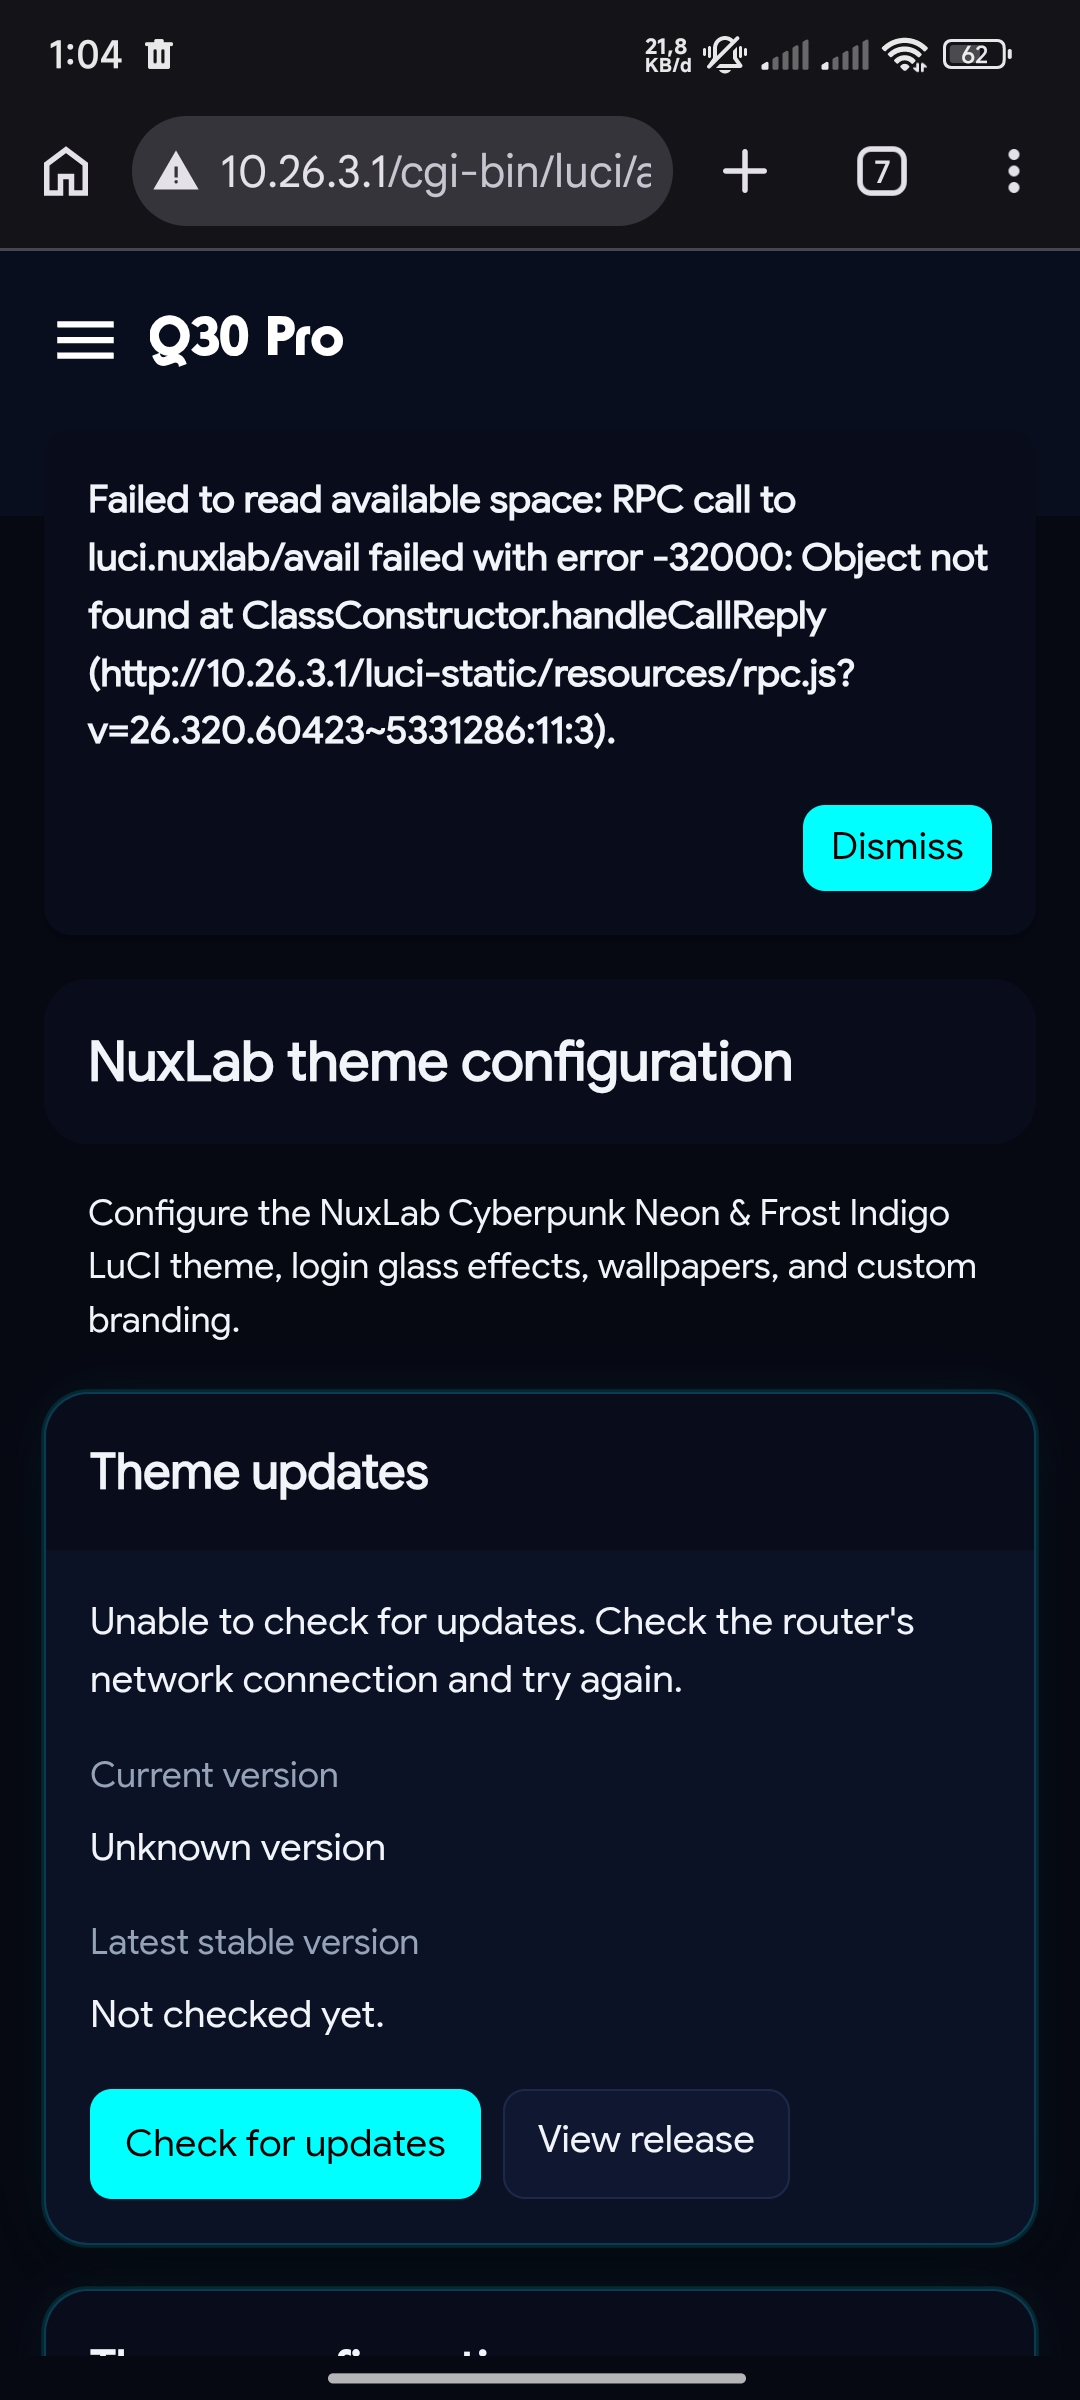 1:04
21,8
KB/d
62
10.26.3.1/cgi-bin/luci/a
7
Q30 Pro
Failed to read available space: RPC call to
luci.nuxlab/avail failed with error -32000: Object not
found at ClassConstructor.handleCallReply
(http://10.26.3.1/luci-static/resources/rpc.js?
v=26.320.60423~5331286:11:3).
Dismiss
NuxLab theme configuration
Configure the NuxLab Cyberpunk Neon & Frost Indigo
LuCI theme, login glass effects, wallpapers, and custom
branding.
Theme updates
Unable to check for updates. Check the router's
network connection and try again.
Current version
Unknown version
Latest stable version
Not checked yet.
Check for updates
View release